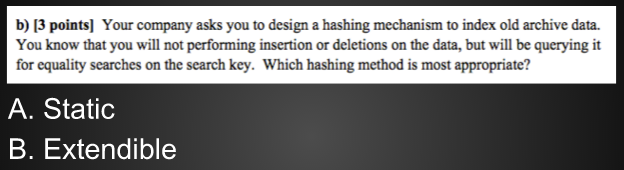 b) [3 points] Your company asks you to design a hashing mechanism to index old archive data.
You know that you will not performing insertion or deletions on the data, but will be querying it
for equality searches on the search key. Which hashing method is most appropriate?
A. Static
B. Extendible